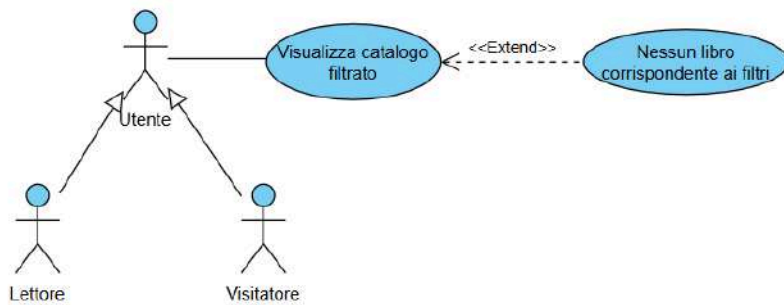 Visualizza catalogo
filtrato
<<Extend>>
Nessun libro
corrispondente ai filtri
Utente
Lettore
Visitatore